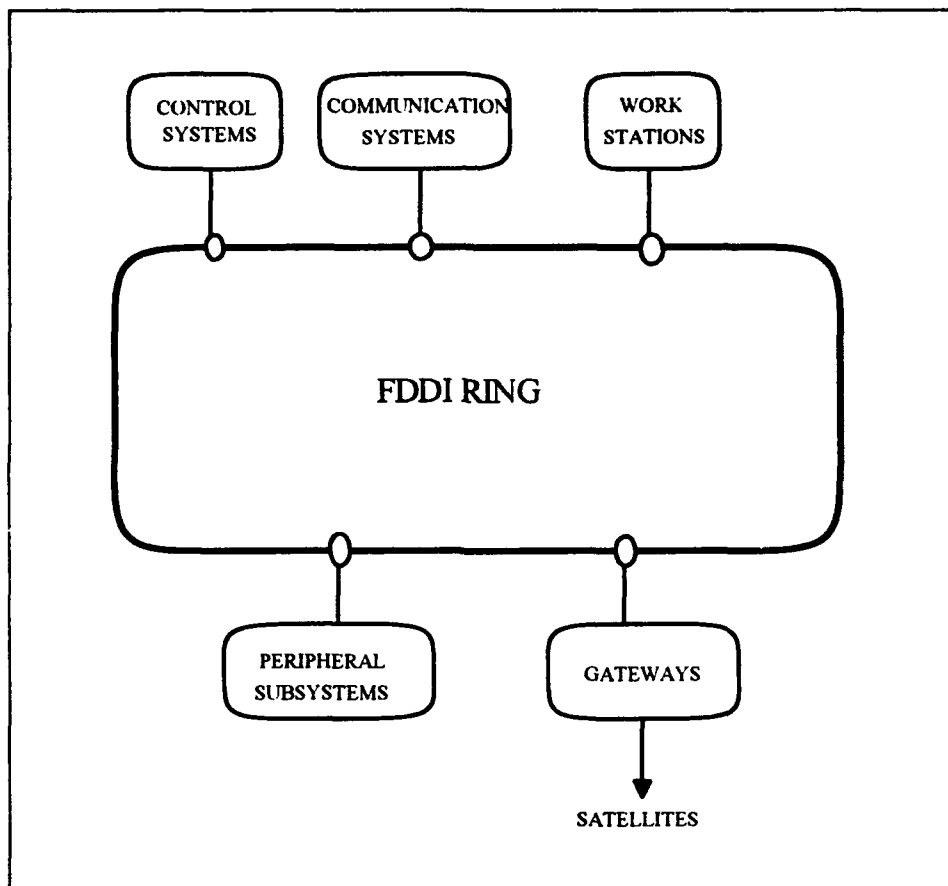 CONTROL
SYSTEMS
COMMUNICATION
SYSTEMS
WORK
STATIONS
FDDI RING
PERIPHERAL
SUBSYSTEMS
GATEWAYS
SATELLITES